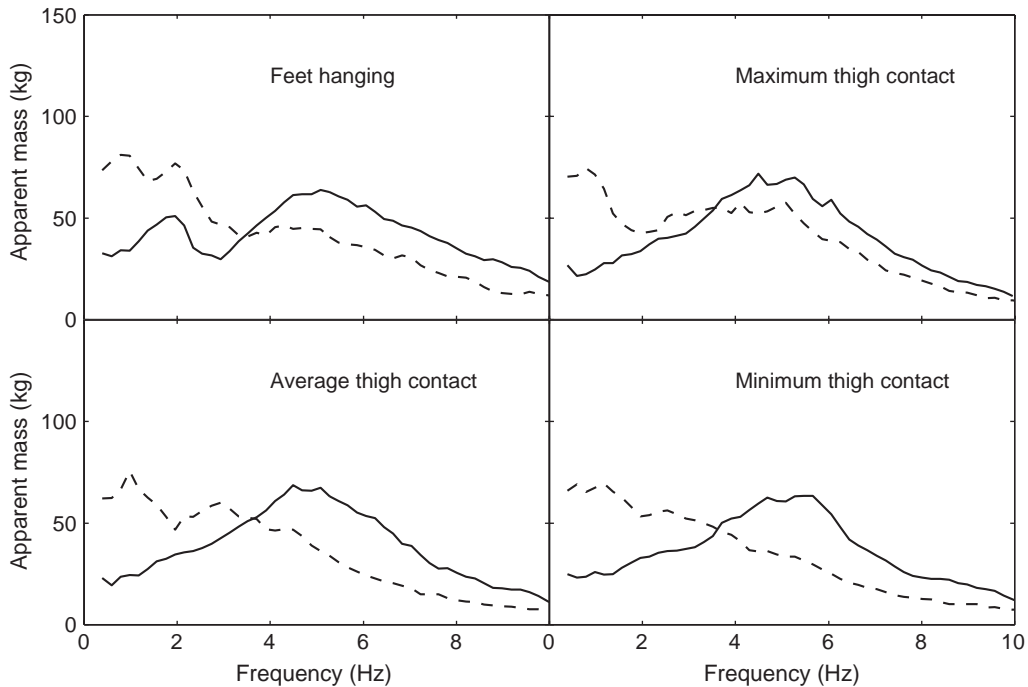 150
Feet hanging
Maximum thigh contact
100
50
0
Apparent mass (kg)
Average thigh contact
Minimum thigh contact
100
50
0
Apparent mass (kg)
0 2 4 6 8 0 2 4 6 8 10
Frequency (Hz)
Frequency (Hz)